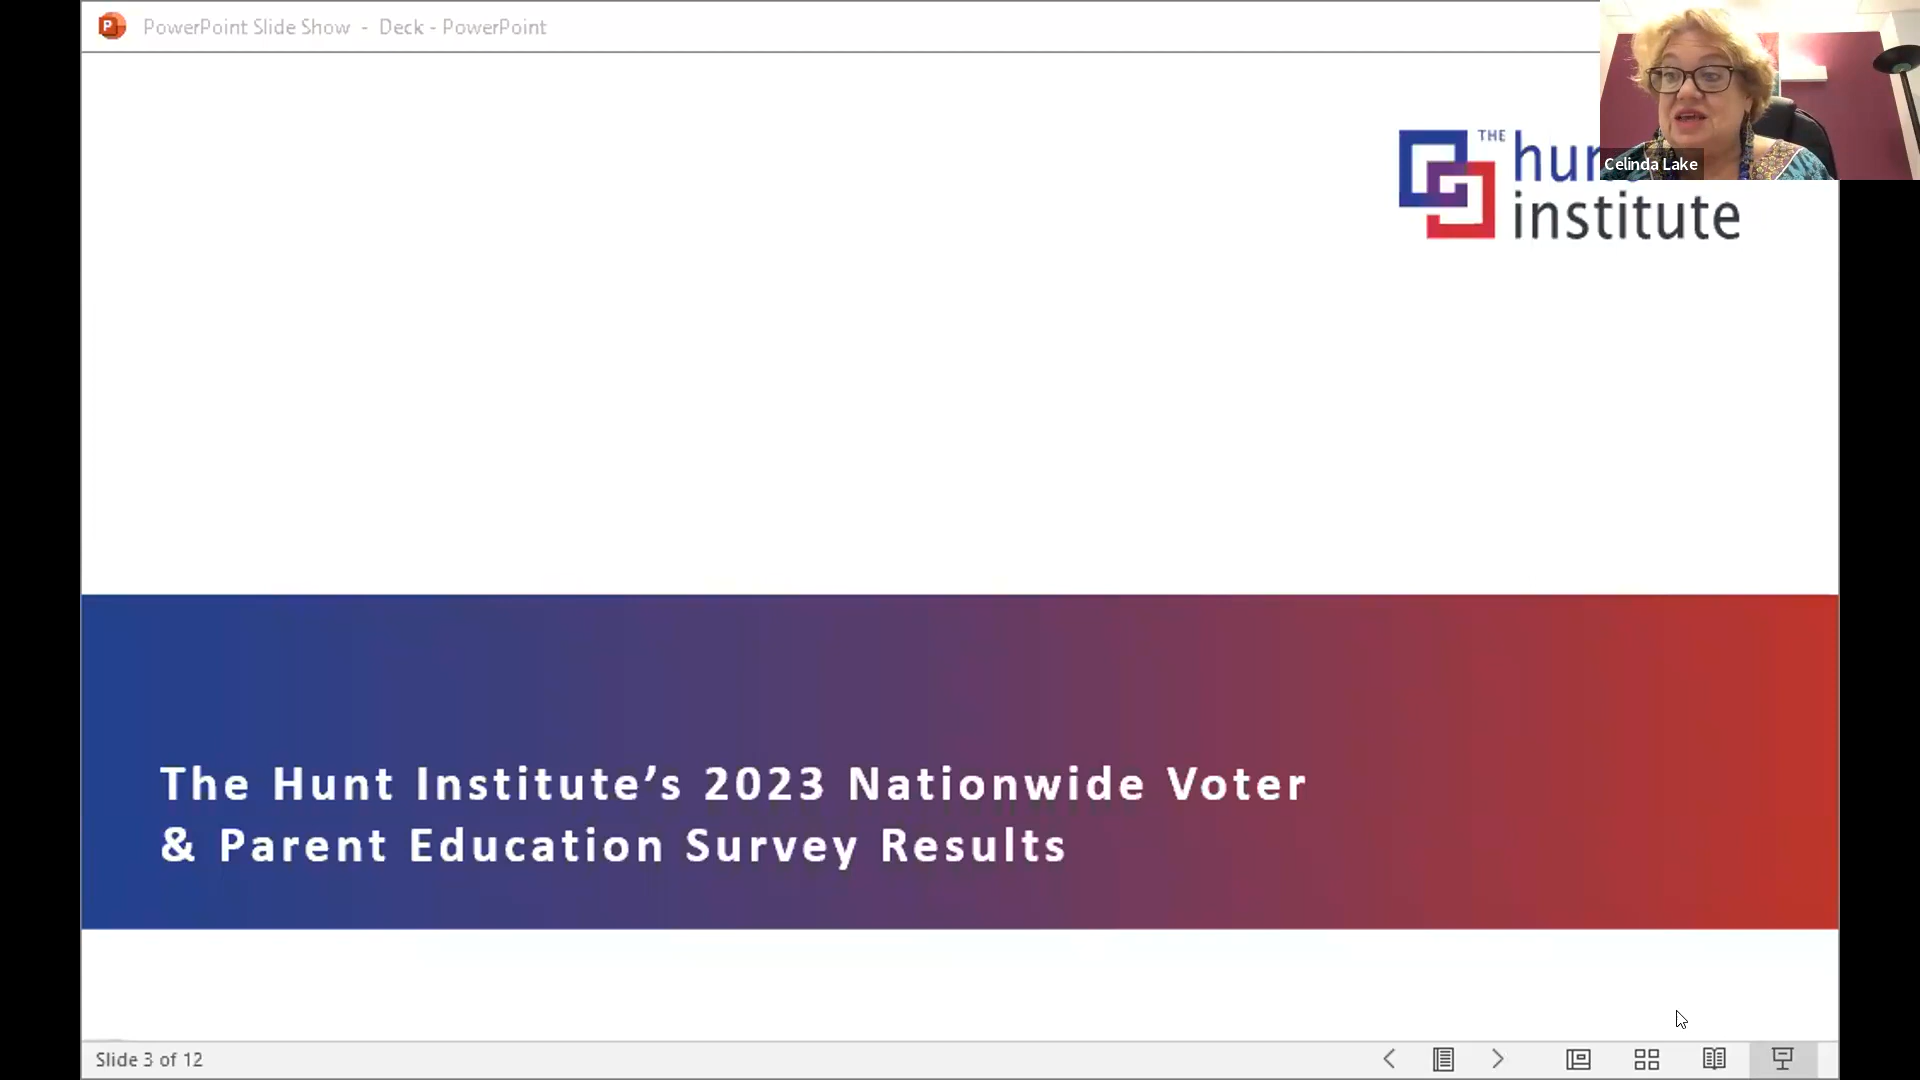 PowerPoint Slide Show - Deck - PowerPoint
THE
institute
Celinda Lake
The Hunt Institute’s 2023 Nationwide Voter
& Parent Education Survey Results
Slide 3 of 12